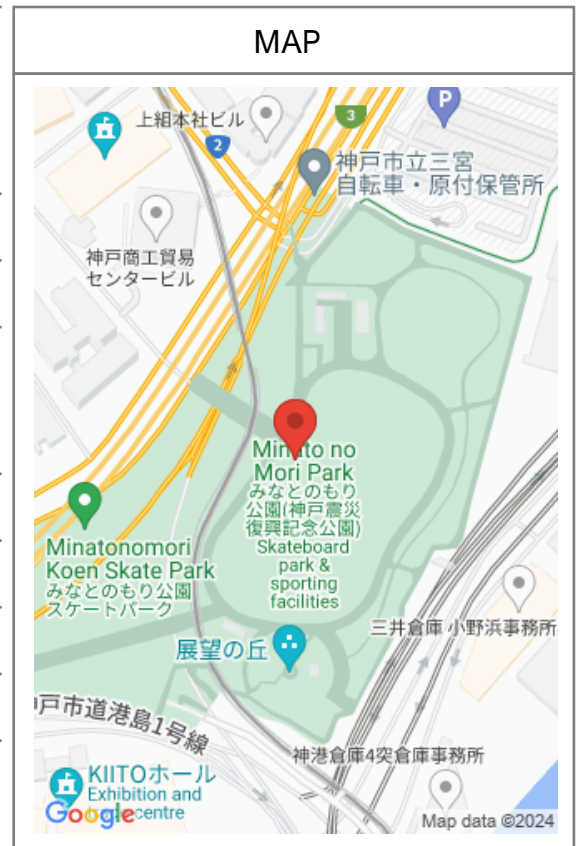 MAP
上組本社ビル
3
P
2
神戸市立三宮
自転車・原付保管所
神戸商工貿易
センタービル
Minato no
Mori Park
みなとのもり
公園(神戸震災
復興記念公園)
Skateboard
park &
sporting
facilities
Minatonomori
Koen Skate Park
みなとのもり公園
スケートパーク
三井倉庫 小野浜事務所
展望の丘
戸市道港島1号線
神港倉庫4突倉庫事務所
KIITOホール
Exhibition and
centre
Google
Map data ©2024